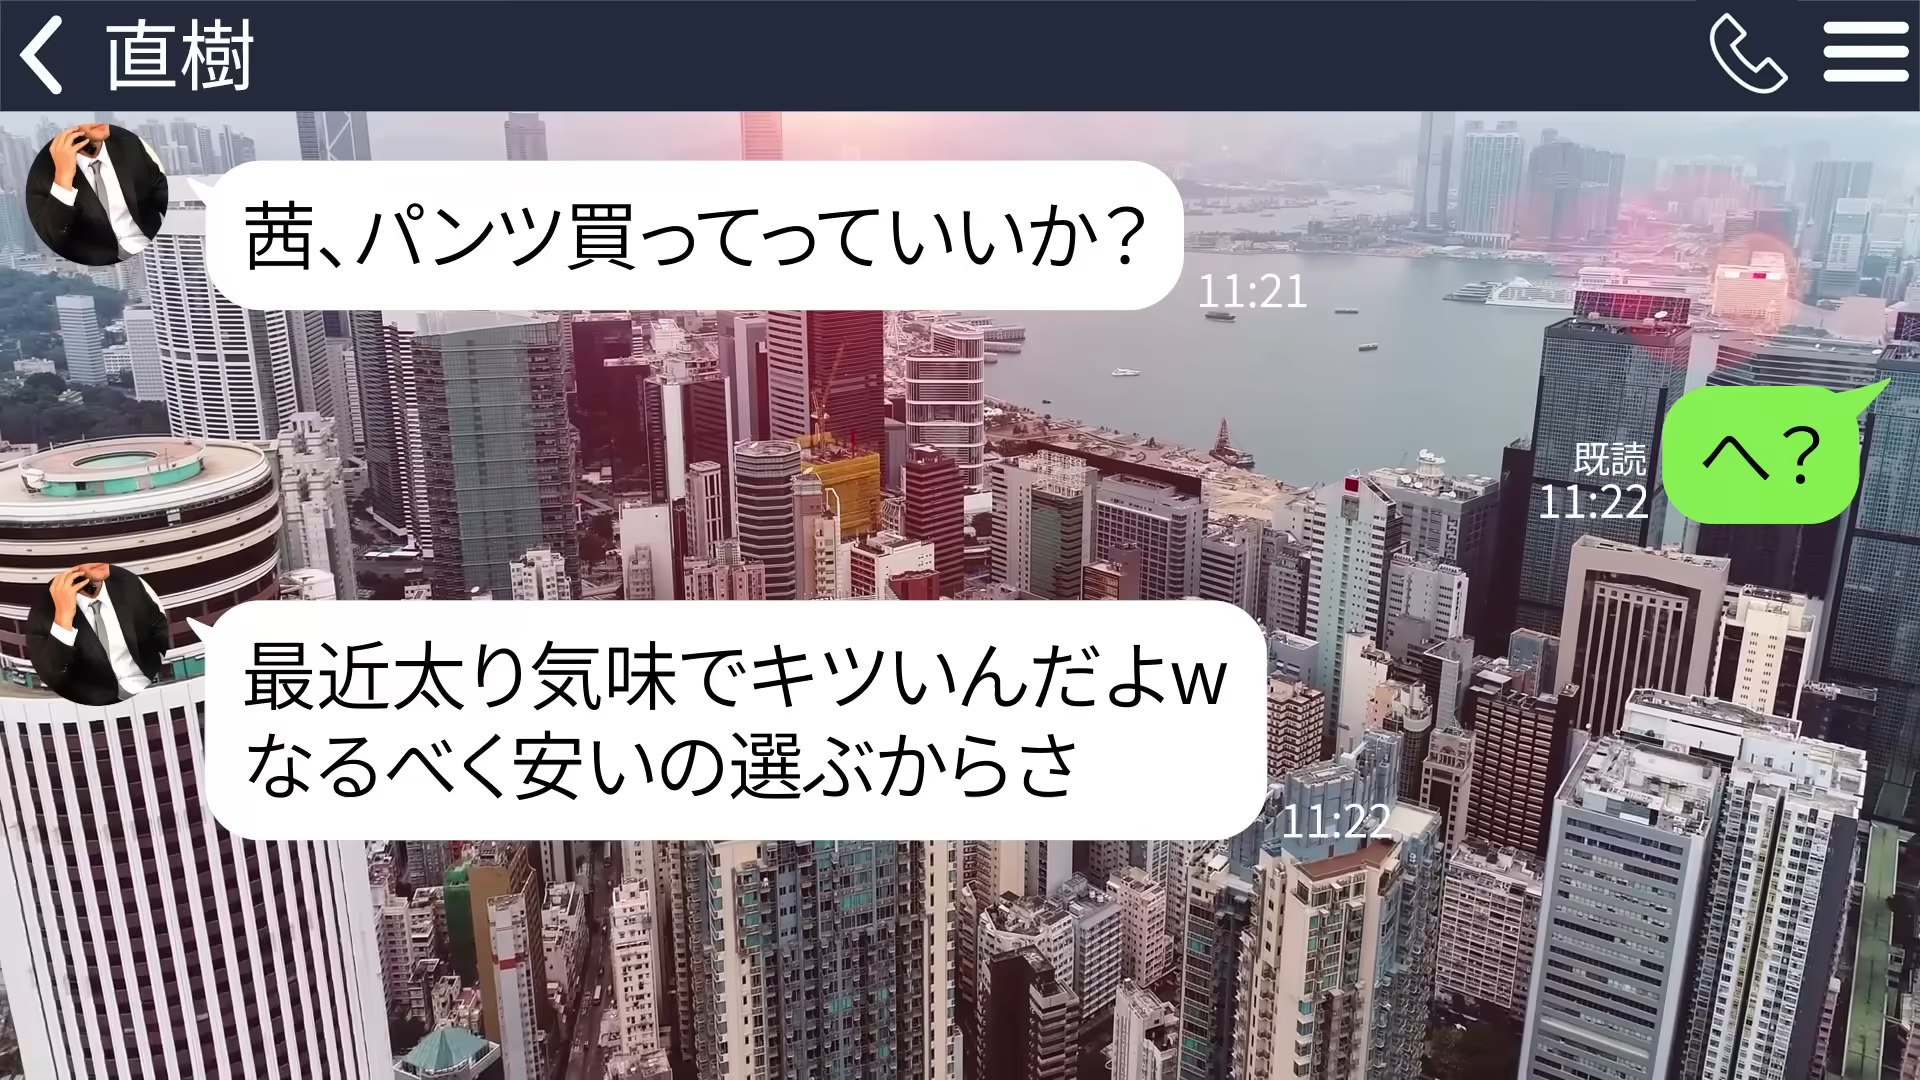 直樹
茜、パンツ買ってっていいか？
11:21
へ？
既読
11:22
最近太り気味でキツいんだよw
なるべく安いの選ぶからさ
11:22